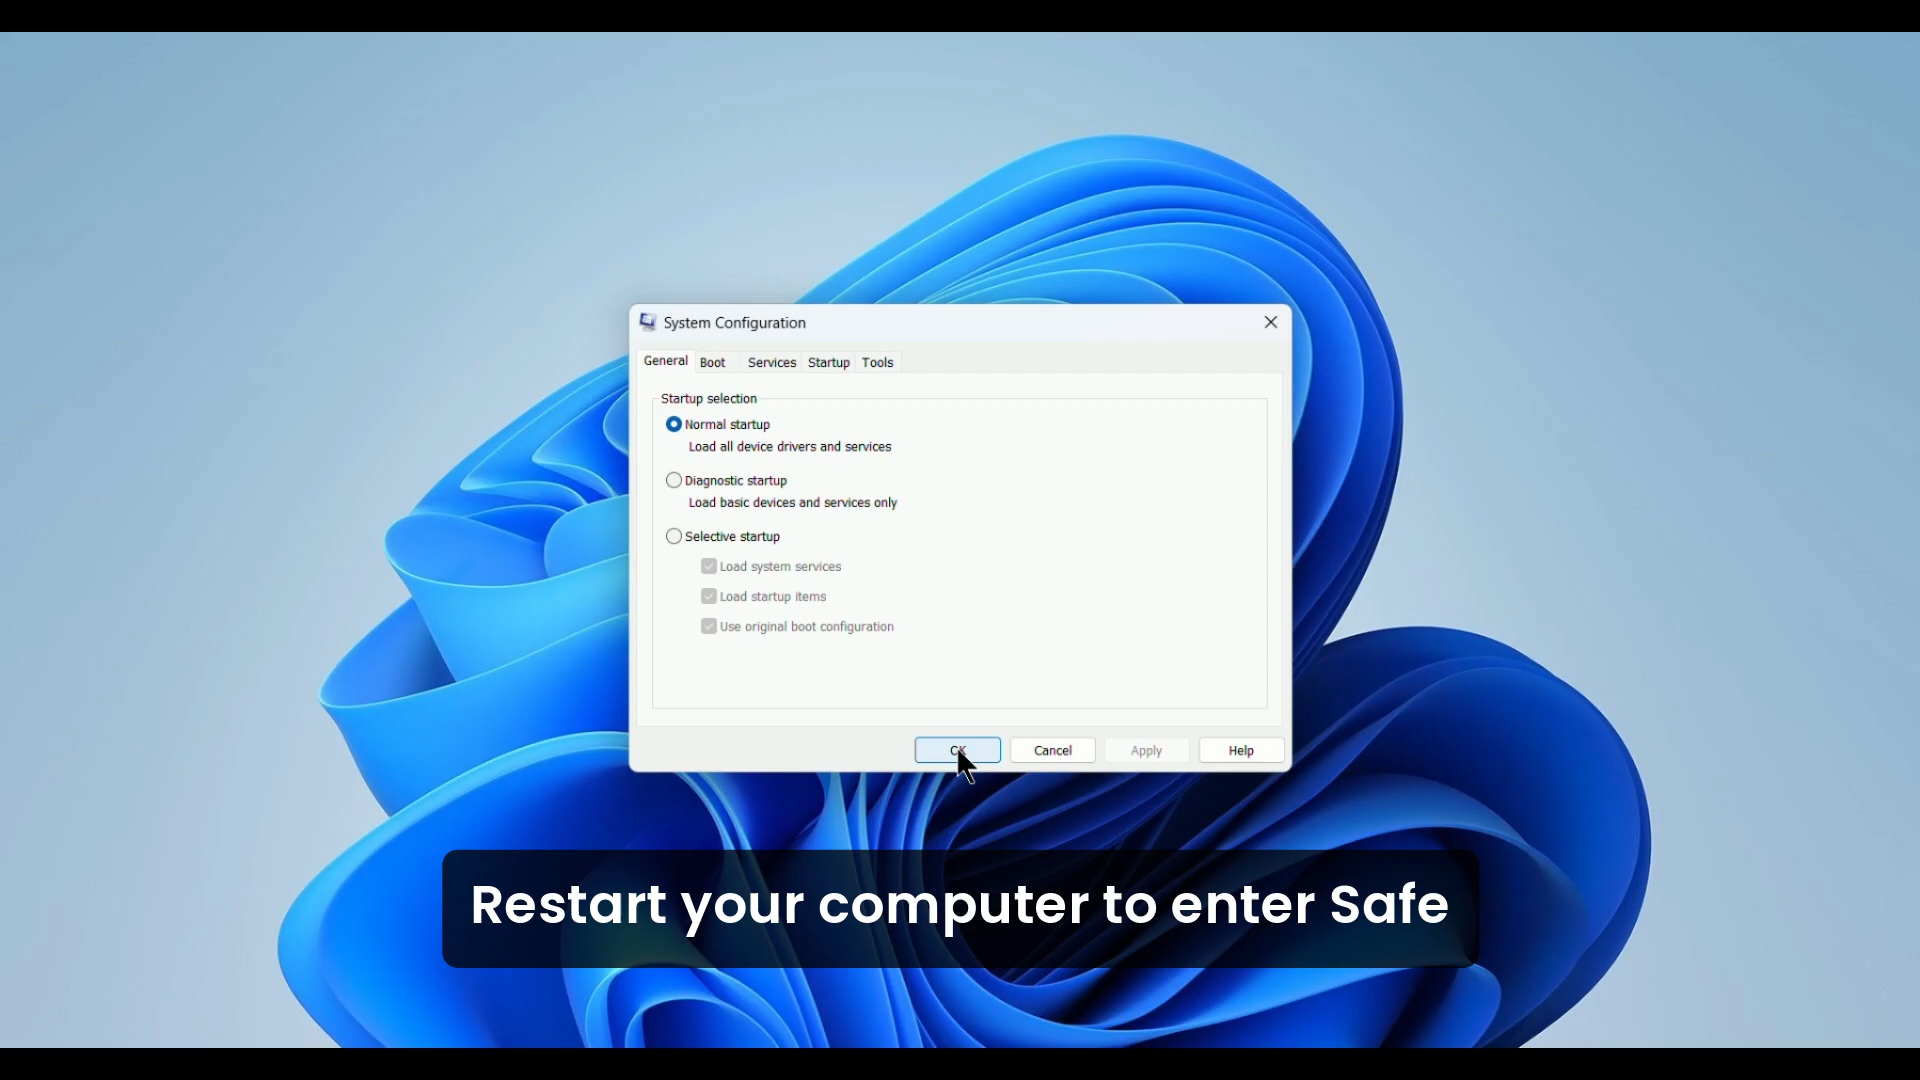 System Configuration
General Boot Services Startup Tools
Startup selection
Normal startup
Load all device drivers and services
Diagnostic startup
Load basic devices and services only
Selective startup
Load system services
Load startup items
Use original boot configuration
OK Cancel Apply Help
Restart your computer to enter Safe